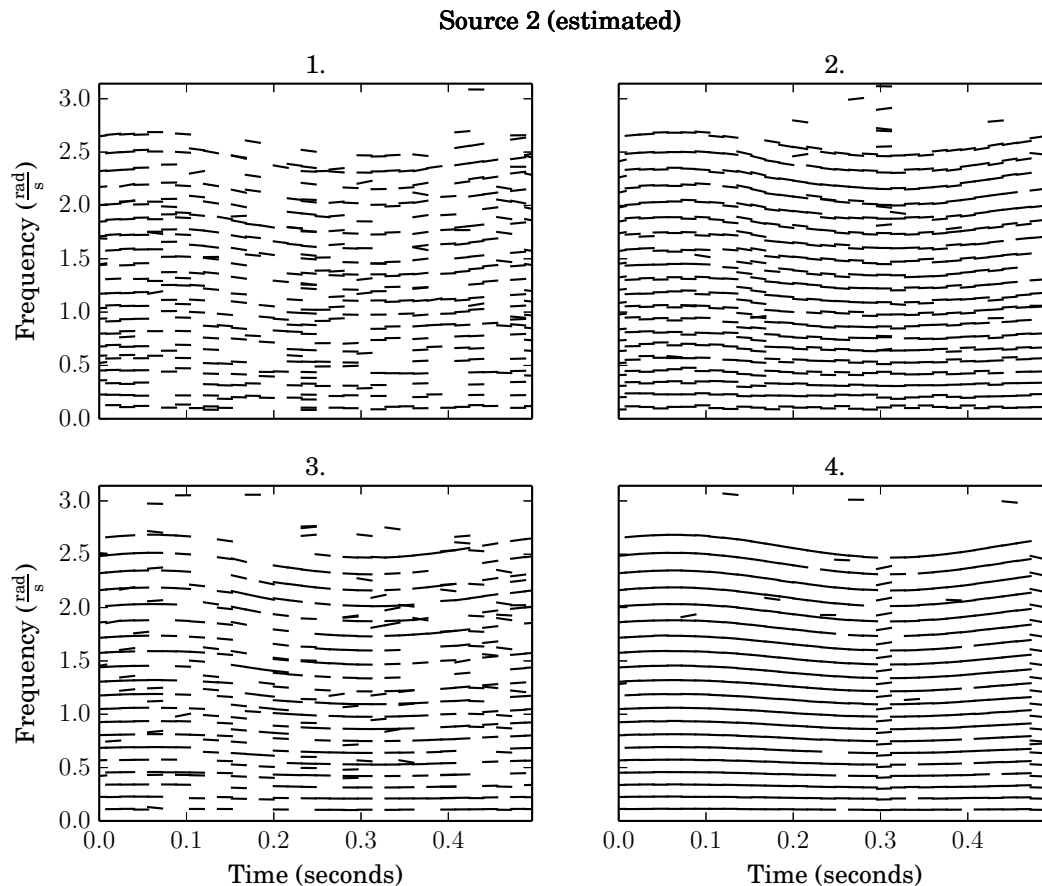 Source 2 (estimated)
1.
2.
3.0
2.5
2.0
1.5
1.0
0.5
0.0
Frequency (rad/s)
3.
4.
3.0
2.5
2.0
1.5
1.0
0.5
0.0
Frequency (rad/s)
0.0 0.1 0.2 0.3 0.4
0.0 0.1 0.2 0.3 0.4
Time (seconds)
Time (seconds)